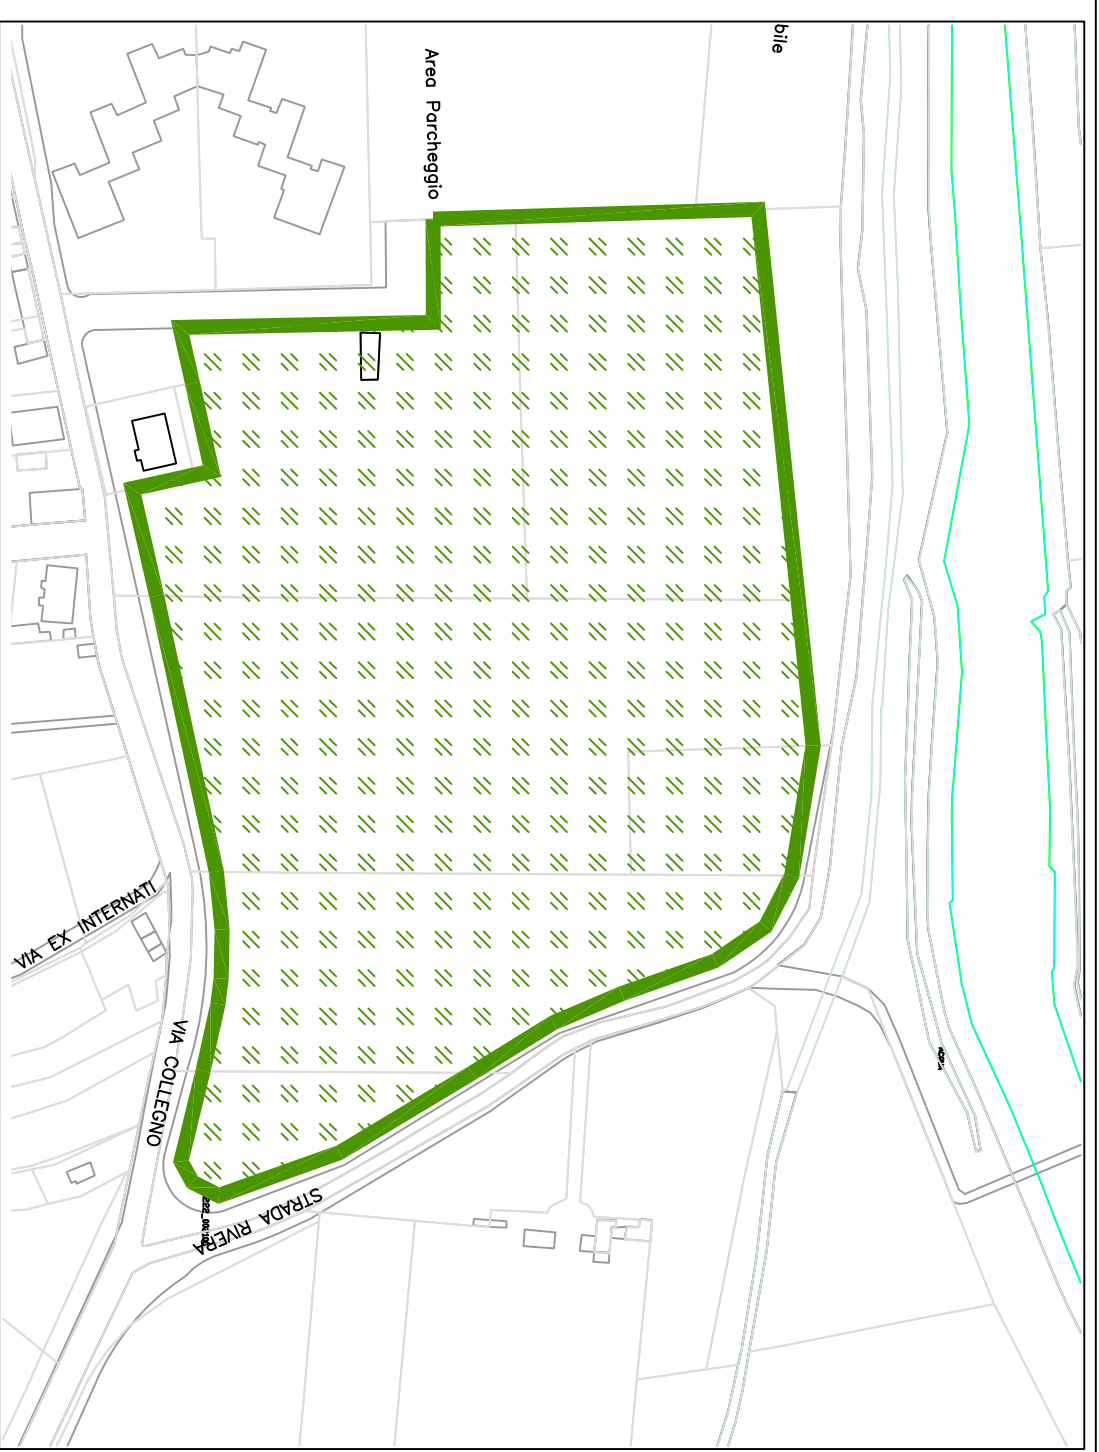 bile
Area Parcheggio
VIA EX INTERNATI
VIA COLLEGNO
STRADA RIVERA